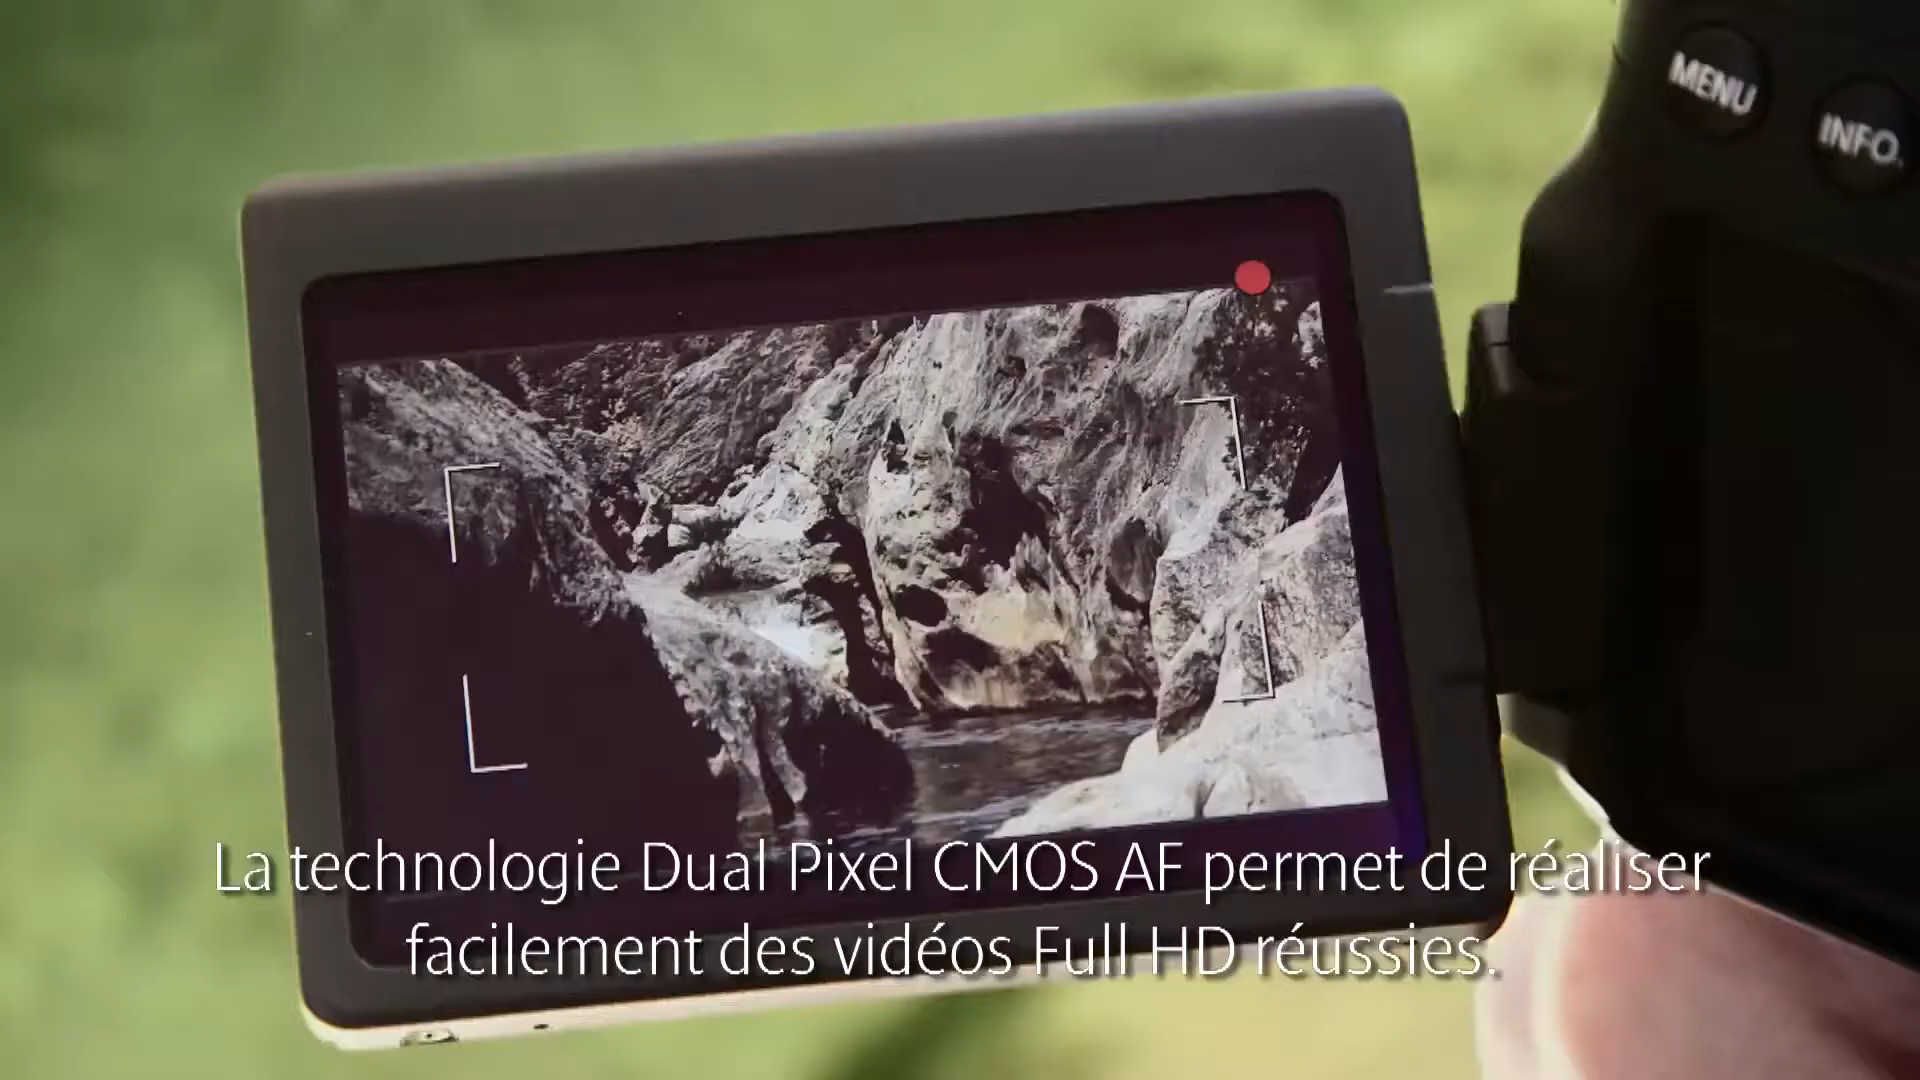 MENU
INFO.
La technologie Dual Pixel CMOS AF permet de réaliser
facilement des vidéos Full HD réussies.